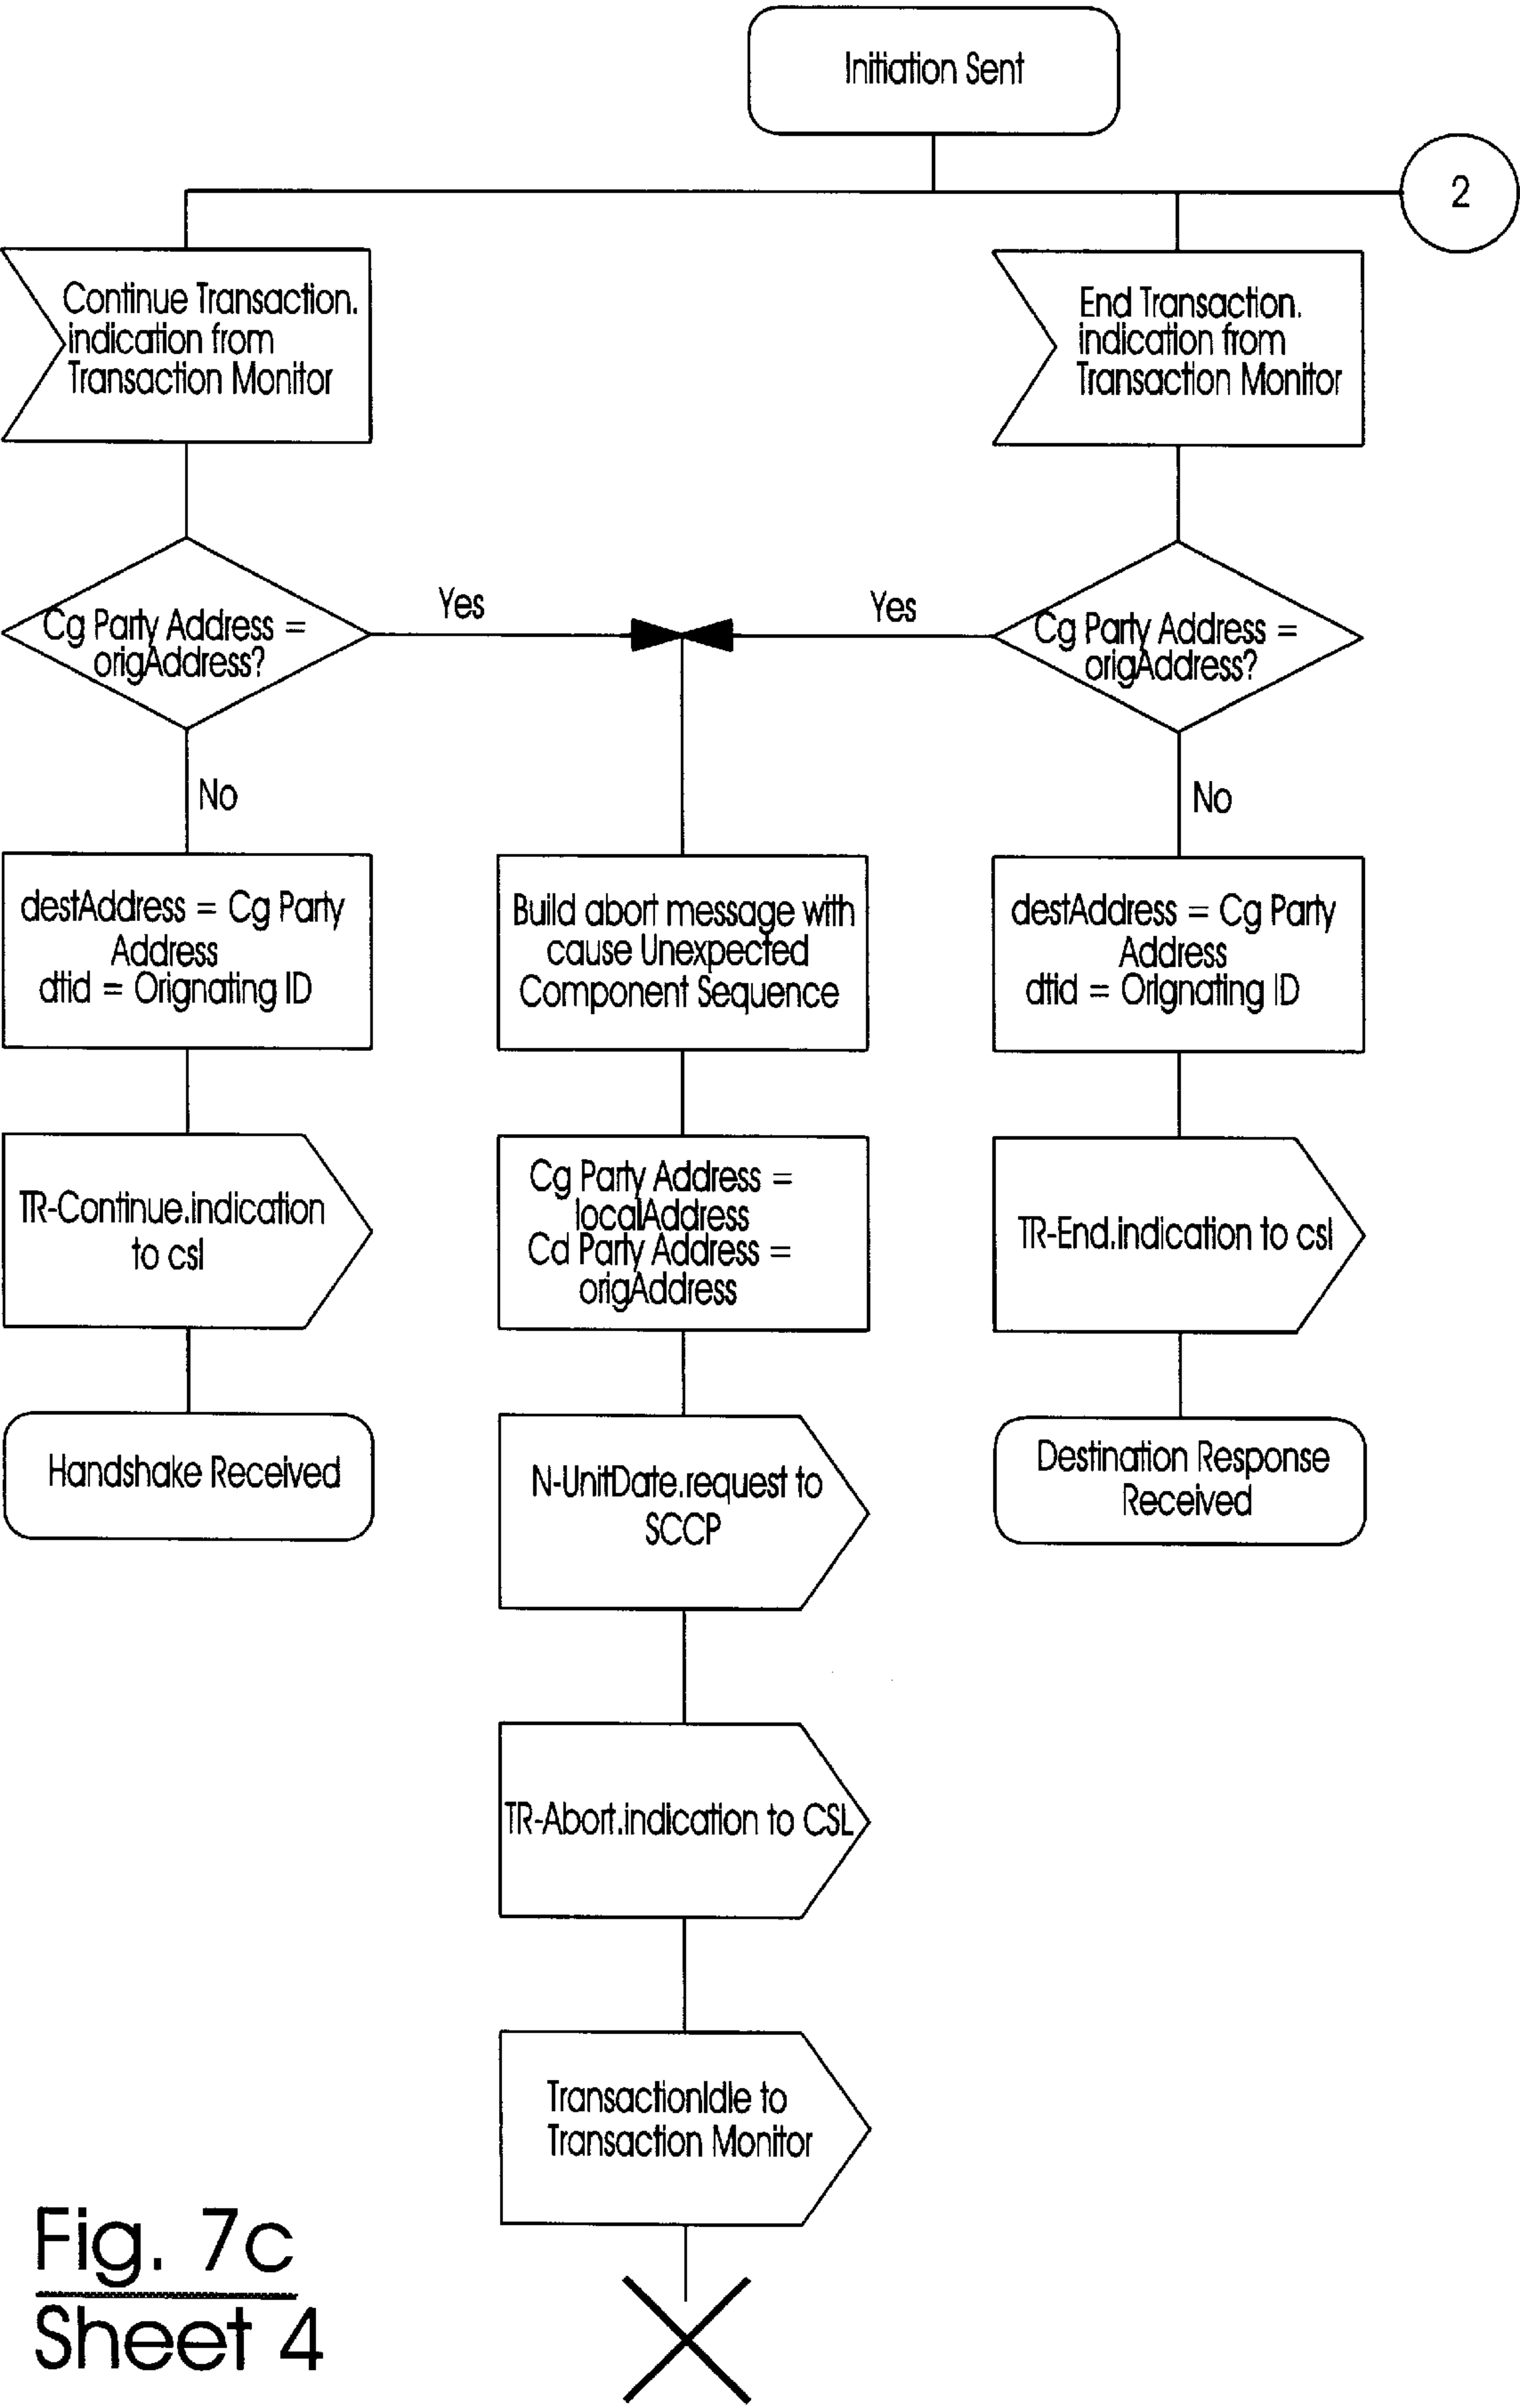 Initiation Sent
2
Continue Transaction.
indication from
Transaction Monitor
End Transaction.
indication from
Transaction Monitor
Cg Party Address =
origAddress?
Yes
Yes
Cg Party Address =
origAddress?
No
No
destAddress = Cg Party
Address
dtid = Orignating ID
Build abort message with
cause Unexpected
Component Sequence
destAddress = Cg Party
Address
dtid = Orignating ID
TR-Continue.indication
to csl
Cg Party Address =
localAddress
Cd Party Address =
origAddress
TR-End.indication to csl
Handshake Received
N-UnitDate.request to
SCCP
Destination Response
Received
TR-Abort.indication to CSL
TransactionIdle to
Transaction Monitor
Fig. 7c
Sheet 4